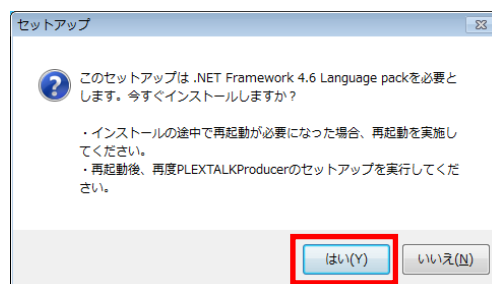 セットアップ
このセットアップは .NET Framework 4.6 Language packを必要と
します。今すぐインストールしますか？
・インストールの途中で再起動が必要になった場合、再起動を実施し
てください。
・再起動後、再度PLEXTALKProducerのセットアップを実行してくだ
さい。
はい(Y)
いいえ(N)